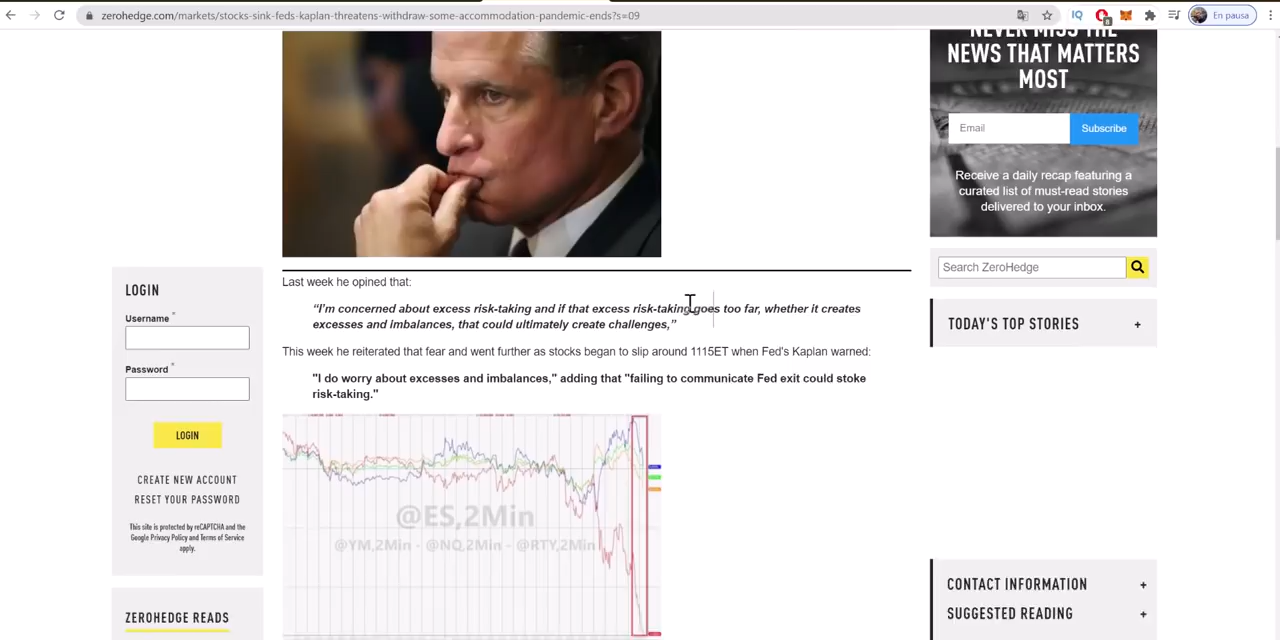 zerohedge.com/markets/stocks-sink-feds-kaplan-threatens-withdraw-some-accommodation-pandemic-ends?s=09
IQ
8
En pausa
NEVER MISS THE
NEWS THAT MATTERS
MOST
Email
Subscribe
Receive a daily recap featuring a
curated list of must-read stories
delivered to your inbox.
Search ZeroHedge
TODAY'S TOP STORIES +
CONTACT INFORMATION +
SUGGESTED READING +
LOGIN
Username *
Password *
LOGIN
CREATE NEW ACCOUNT
RESET YOUR PASSWORD
This site is protected by reCAPTCHA and the
Google Privacy Policy and Terms of Service
apply.
ZEROHEDGE READS
Last week he opined that:
“I'm concerned about excess risk-taking and if that excess risk-taking goes too far, whether it creates
excesses and imbalances, that could ultimately create challenges,”
This week he reiterated that fear and went further as stocks began to slip around 1115ET when Fed's Kaplan warned:
"I do worry about excesses and imbalances," adding that "failing to communicate Fed exit could stoke
risk-taking."
@ES,2Min
@YM,2Min - @NQ,2Min - @RTY,2Min